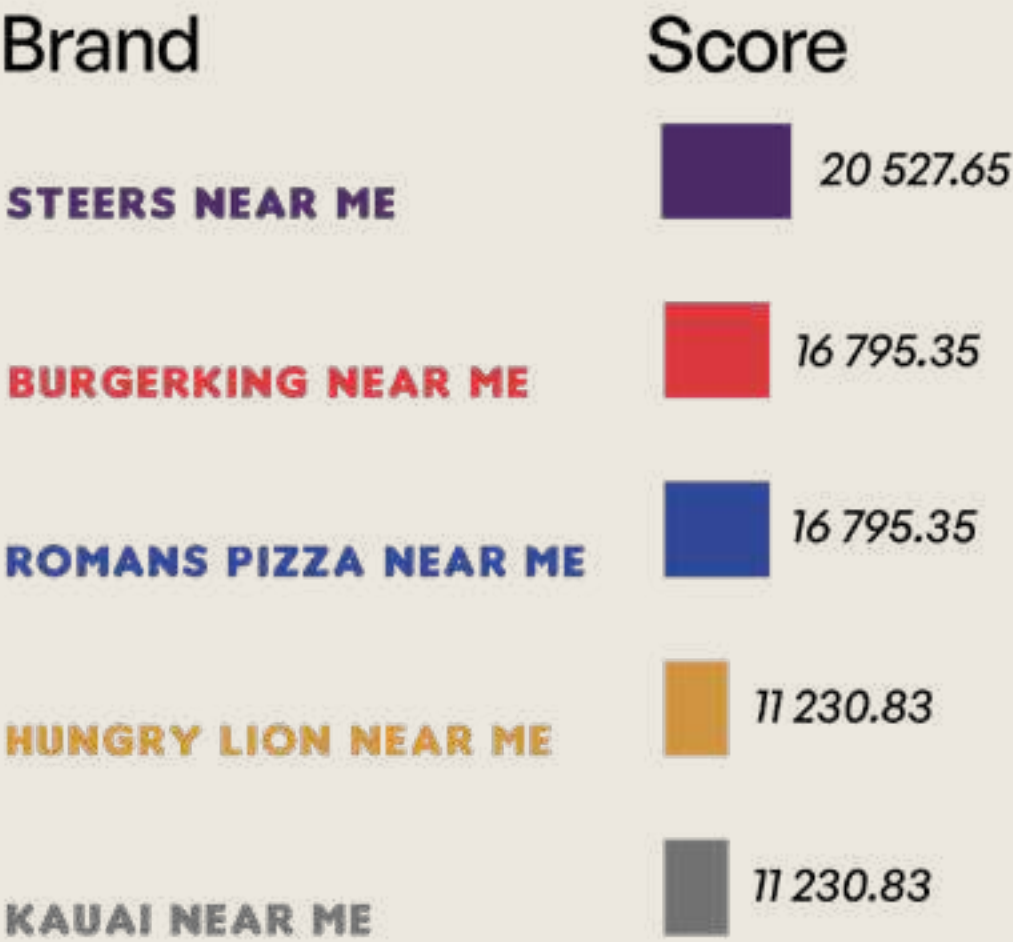 Brand Score
STEERS NEAR ME 20 527.65
BURGERKING NEAR ME 16 795.35
ROMANS PIZZA NEAR ME 16 795.35
HUNGRY LION NEAR ME 11 230.83
KAUAI NEAR ME 11 230.83